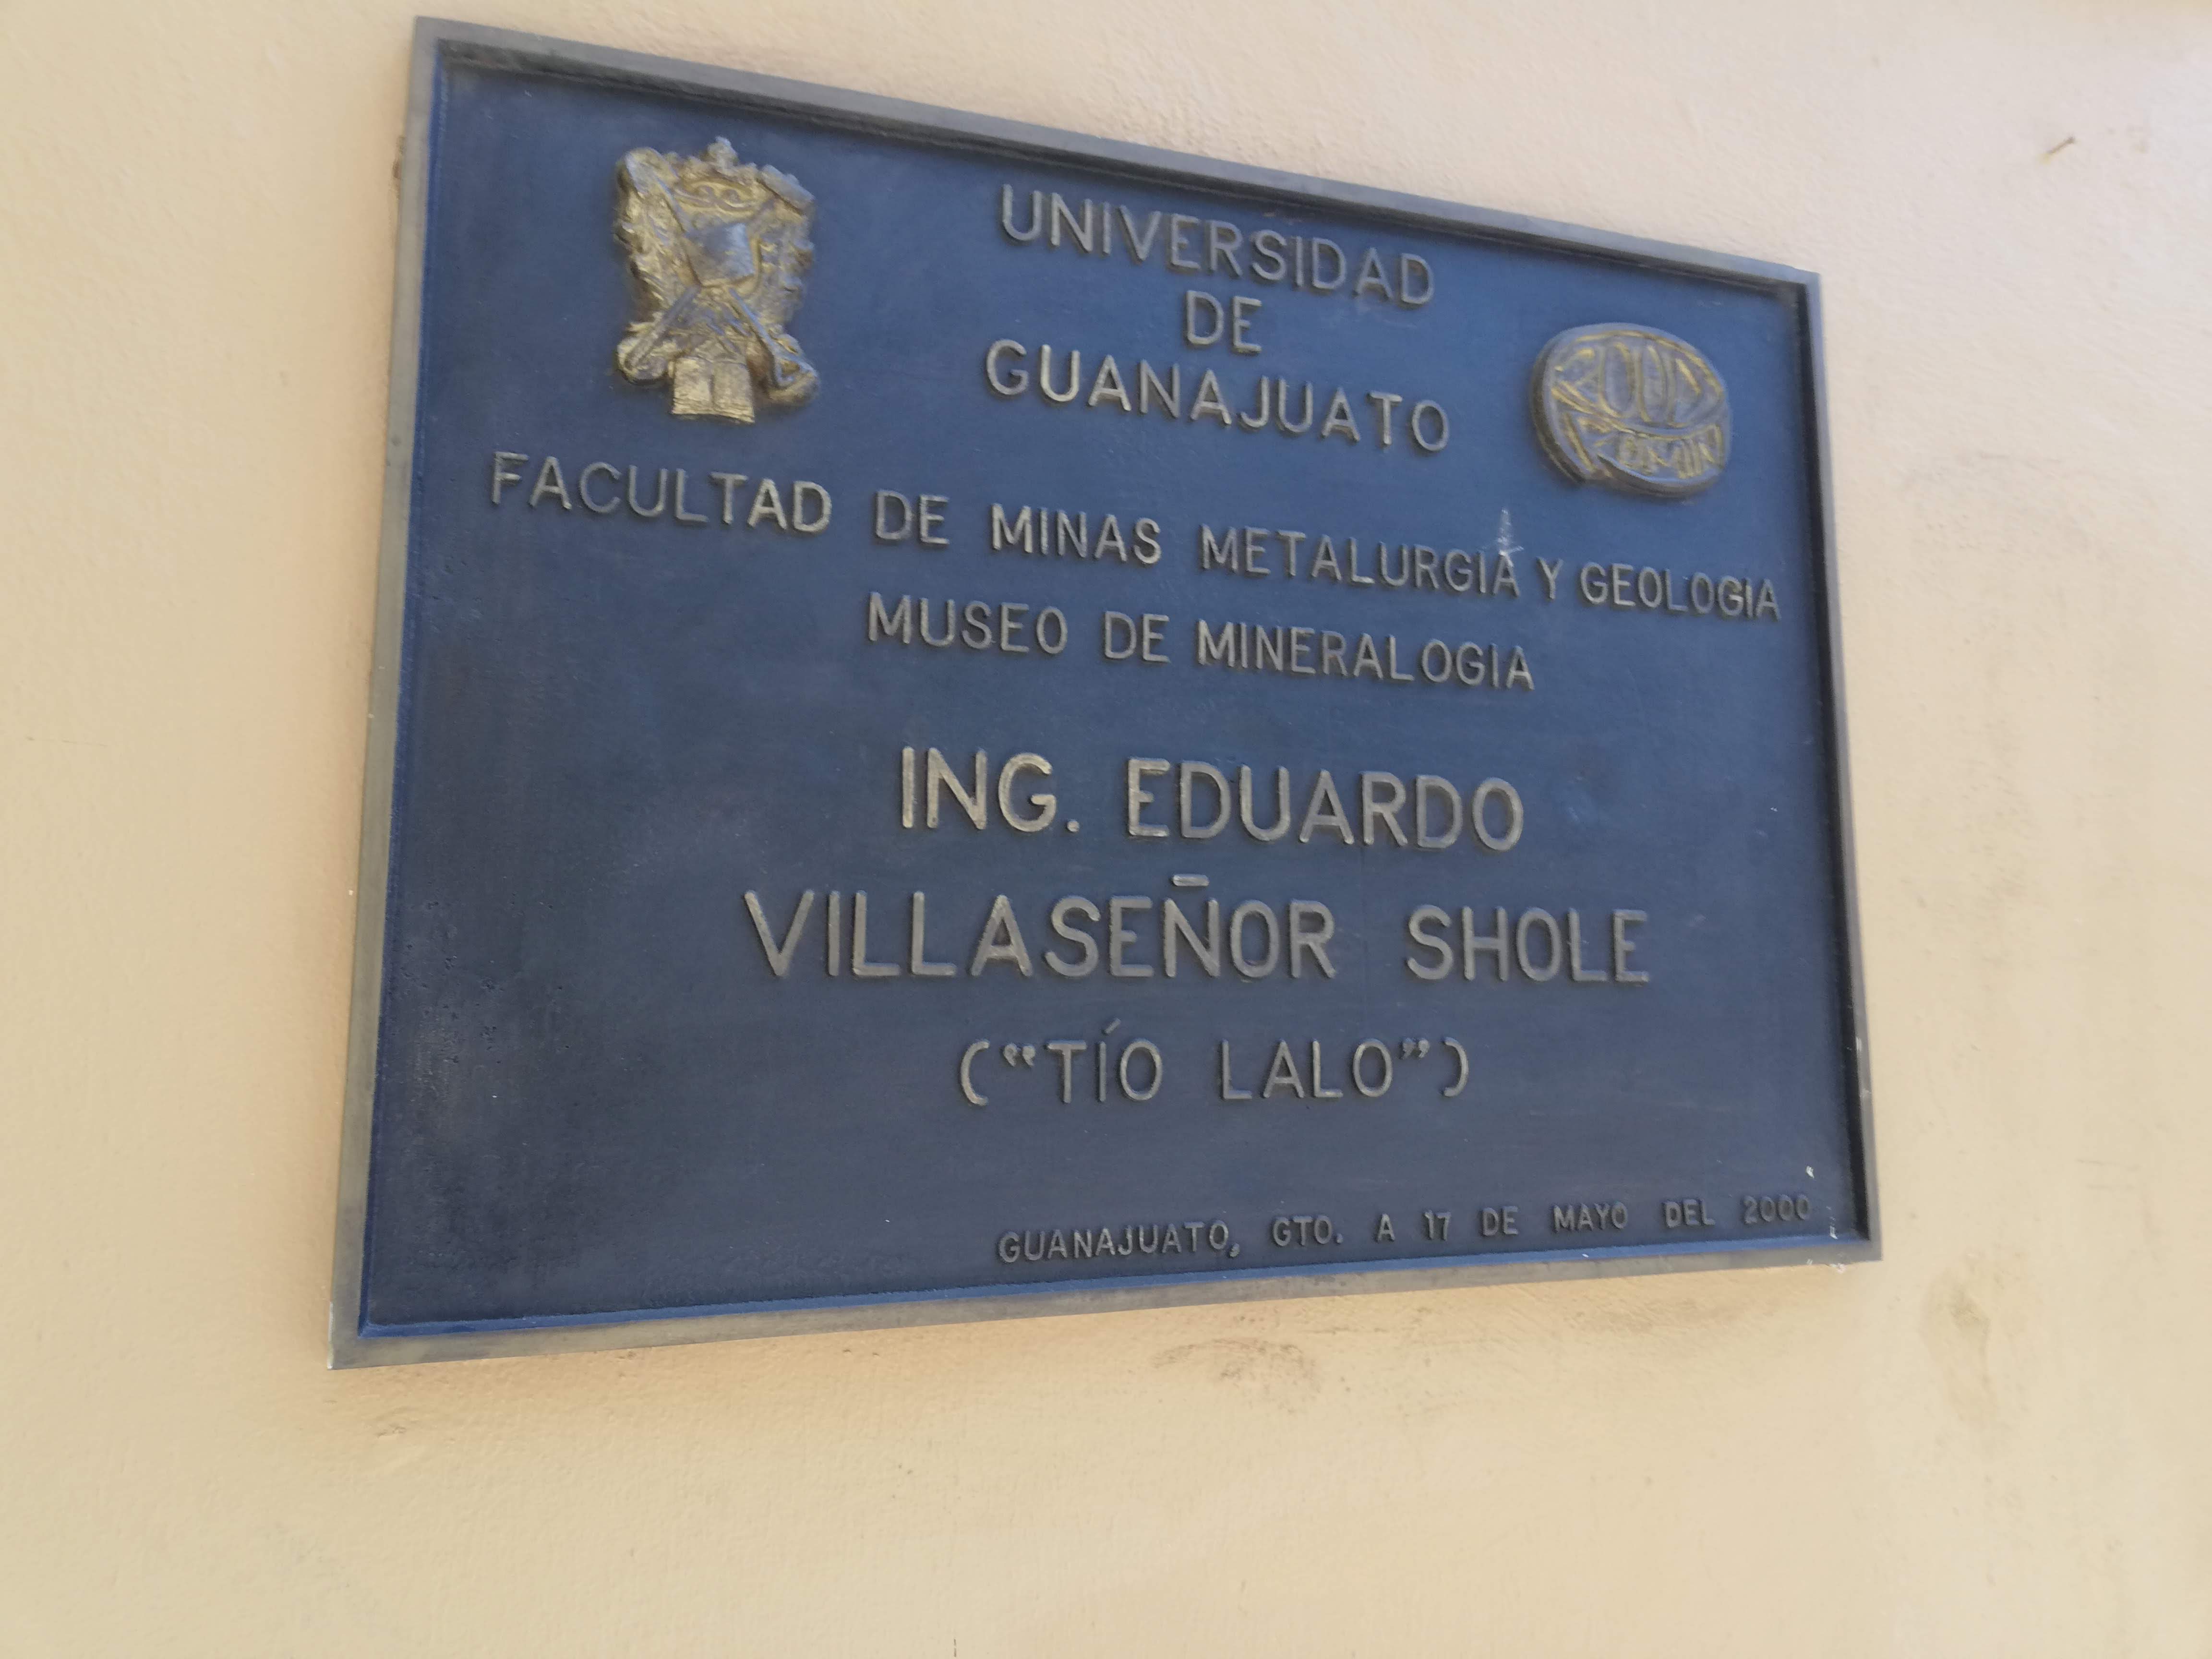 UNIVERSIDAD
DE
GUANAJUATO
FACULTAD DE MINAS METALURGIA Y GEOLOGIA
MUSEO DE MINERALOGIA
ING. EDUARDO
VILLASEÑOR SHOLE
(“TÍO LALO”)
GUANAJUATO, GTO. A 17 DE MAYO DEL 2000